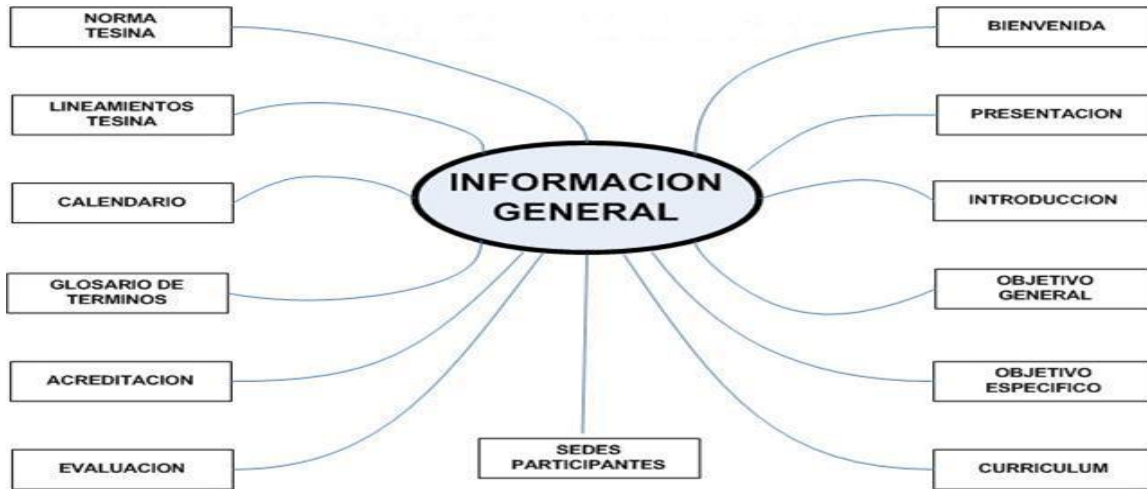 NORMA
TESINA
BIENVENIDA
LINEAMIENTOS
TESINA
PRESENTACION
INFORMACION
GENERAL
CALENDARIO
INTRODUCCION
GLOSARIO DE
TERMINOS
OBJETIVO
GENERAL
ACREDITACION
OBJETIVO
ESPECIFICO
EVALUACION
SEDES
PARTICIPANTES
CURRICULUM